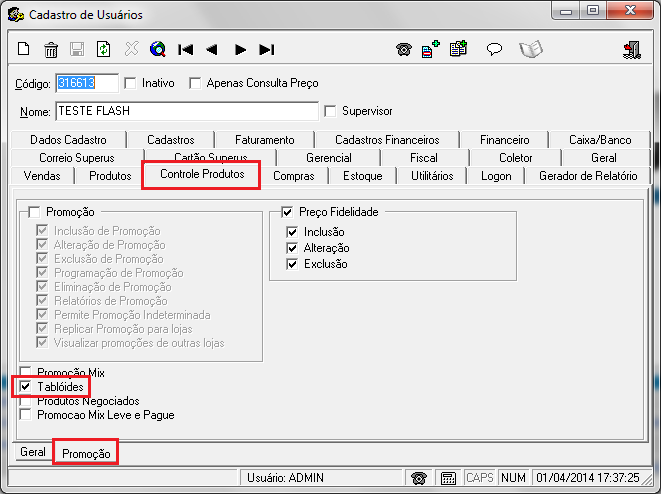 Cadastro de Usuários
Código: 316613 Inativo Apenas Consulta Preço
Nome: TESTE FLASH Supervisor
Dados Cadastro Cadastros Faturamento Cadastros Financeiros Financeiro Caixa/Banco
Correio Superus Cartão Superus Gerencial Fiscal Coletor Geral
Vendas Produtos Controle Produtos Compras Estoque Utilitários Logon Gerador de Relatório
Promoção Preço Fidelidade
Inclusão de Promoção Inclusão
Alteração de Promoção Alteração
Exclusão de Promoção Exclusão
Programação de Promoção
Eliminação de Promoção
Relatórios de Promoção
Permite Promoção Indeterminada
Replicar Promoção para lojas
Visualizar promoções de outras lojas
Promoção Mix
Tablóides
Produtos Negociados
Promocao Mix Leve e Pague
Geral Promoção
Usuário: ADMIN CAPS NUM 01/04/2014 17:37:25